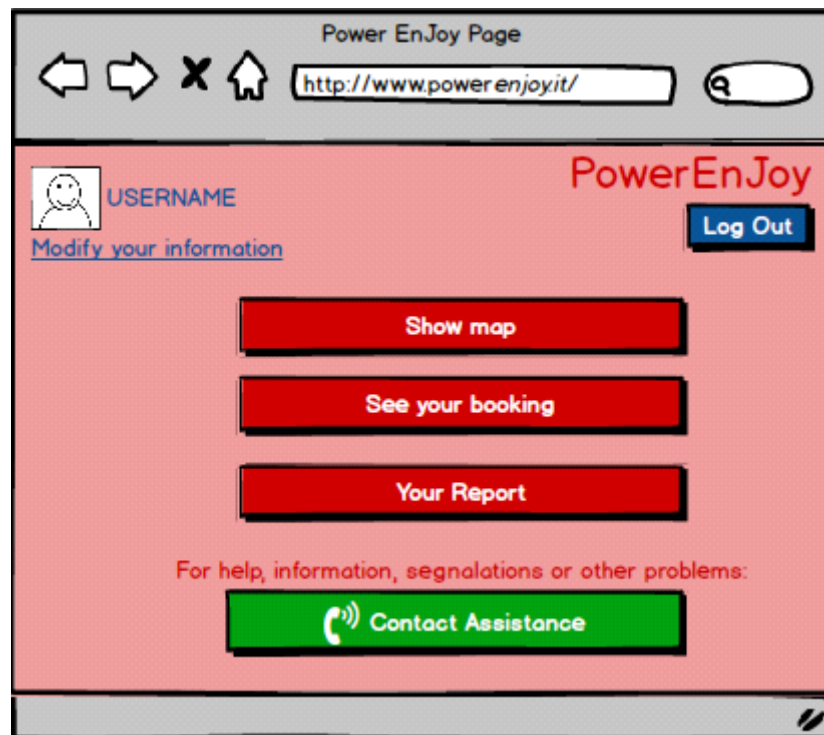 Power EnJoy Page
http://www.powerenjoy.it/
PowerEnJoy
USERNAME
Log Out
Modify your information
Show map
See your booking
Your Report
For help, information, segnalations or other problems:
Contact Assistance